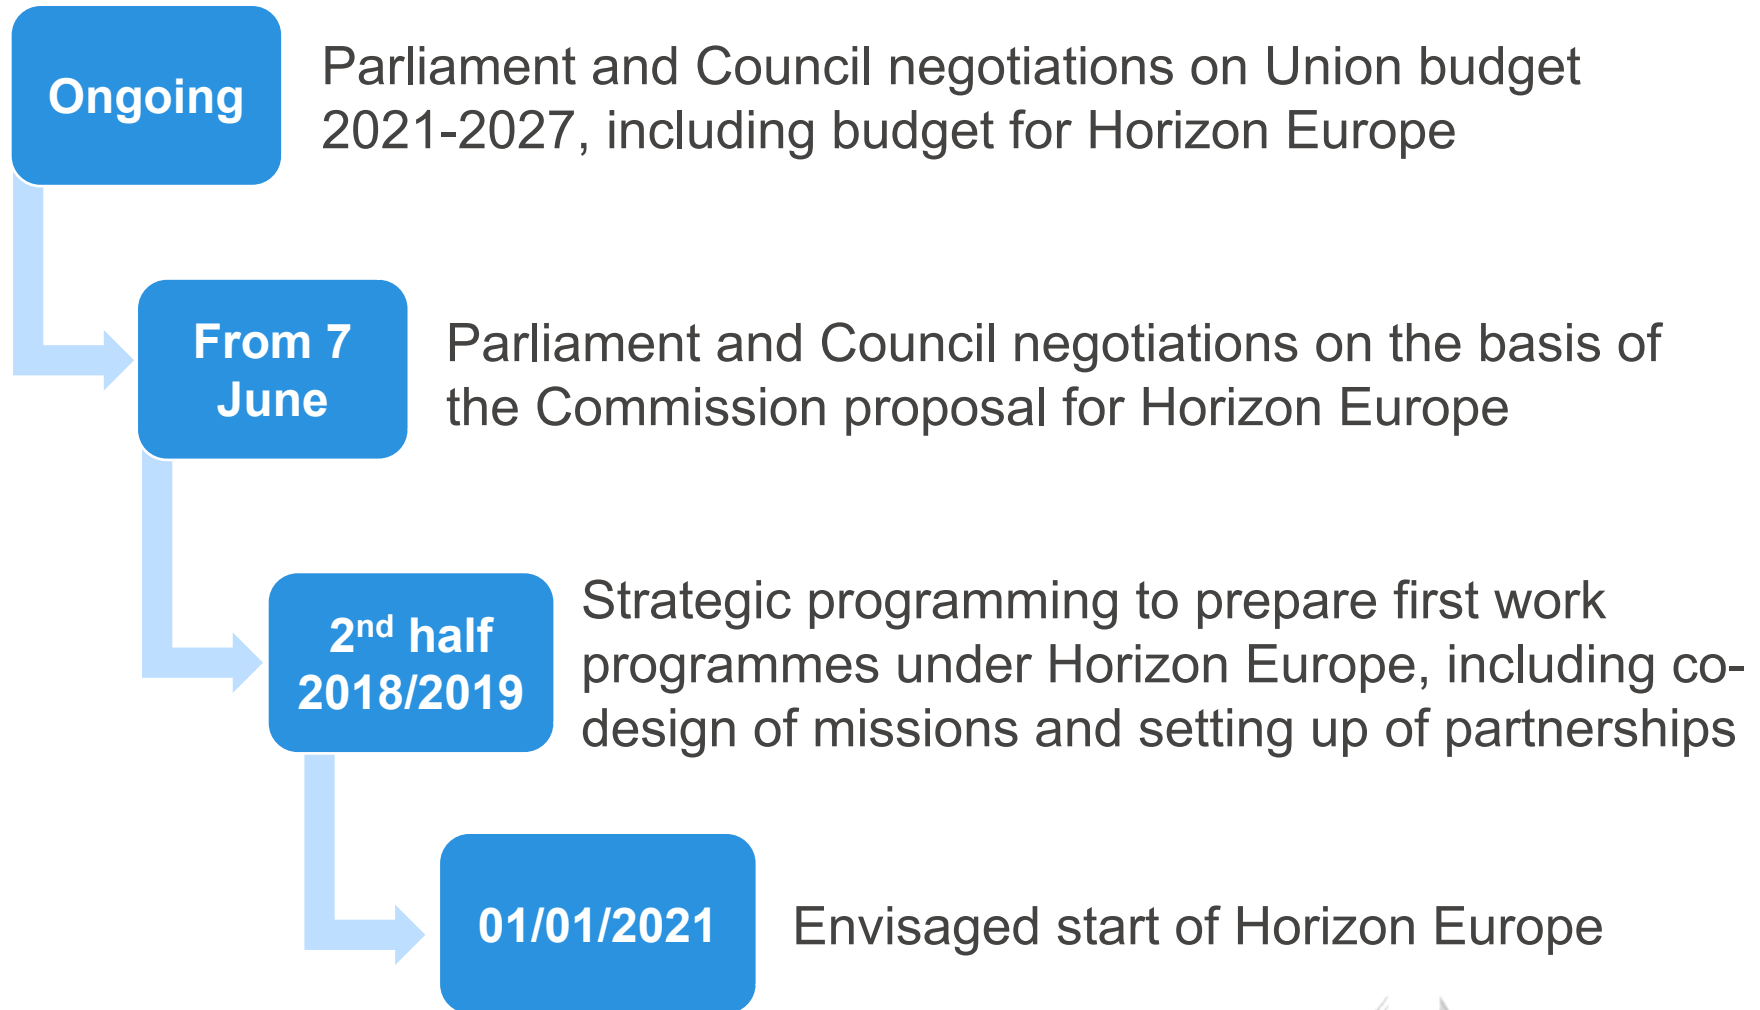 Ongoing
Parliament and Council negotiations on Union budget
2021-2027, including budget for Horizon Europe
From 7
June
Parliament and Council negotiations on the basis of
the Commission proposal for Horizon Europe
2nd half
2018/2019
Strategic programming to prepare first work
programmes under Horizon Europe, including co-
design of missions and setting up of partnerships
01/01/2021
Envisaged start of Horizon Europe